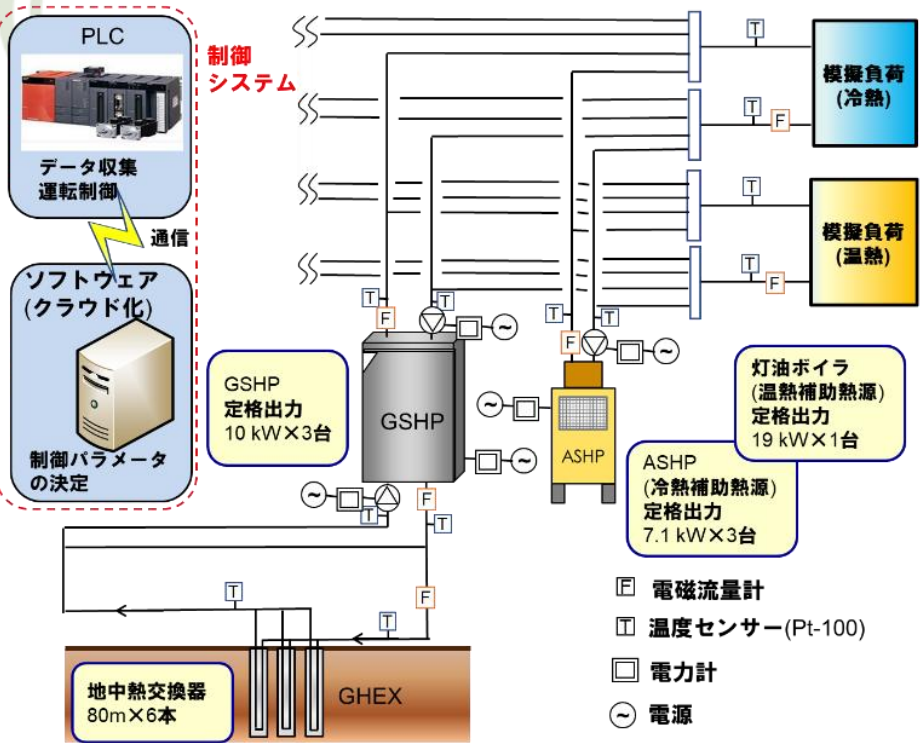 PLC
データ収集
運転制御
通信
ソフトウェア
(クラウド化)
制御パラメータ
の決定
制御
システム
T
模擬負荷
(冷熱)
T
F
T
模擬負荷
(温熱)
T
F
T
F
T
~
T
F
T
~
GSHP
定格出力
10 kW×3台
GSHP
~
ASHP
灯油ボイラ
(温熱補助熱源)
定格出力
19 kW×1台
ASHP
(冷熱補助熱源)
定格出力
7.1 kW×3台
~
~
T
F
T
T
F
T
地中熱交換器
80m×6本
GHEX
F 電磁流量計
T 温度センサー(Pt-100)
電力計
~ 電源